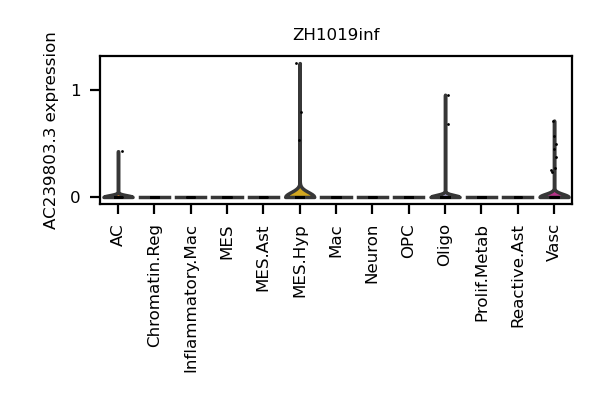 ZH1019inf
AC239803.3 expression
1
0
AC
Chromatin.Reg
Inflammatory.Mac
MES
MES.Ast
MES.Hyp
Mac
Neuron
OPC
Oligo
Prolif.Metab
Reactive.Ast
Vasc